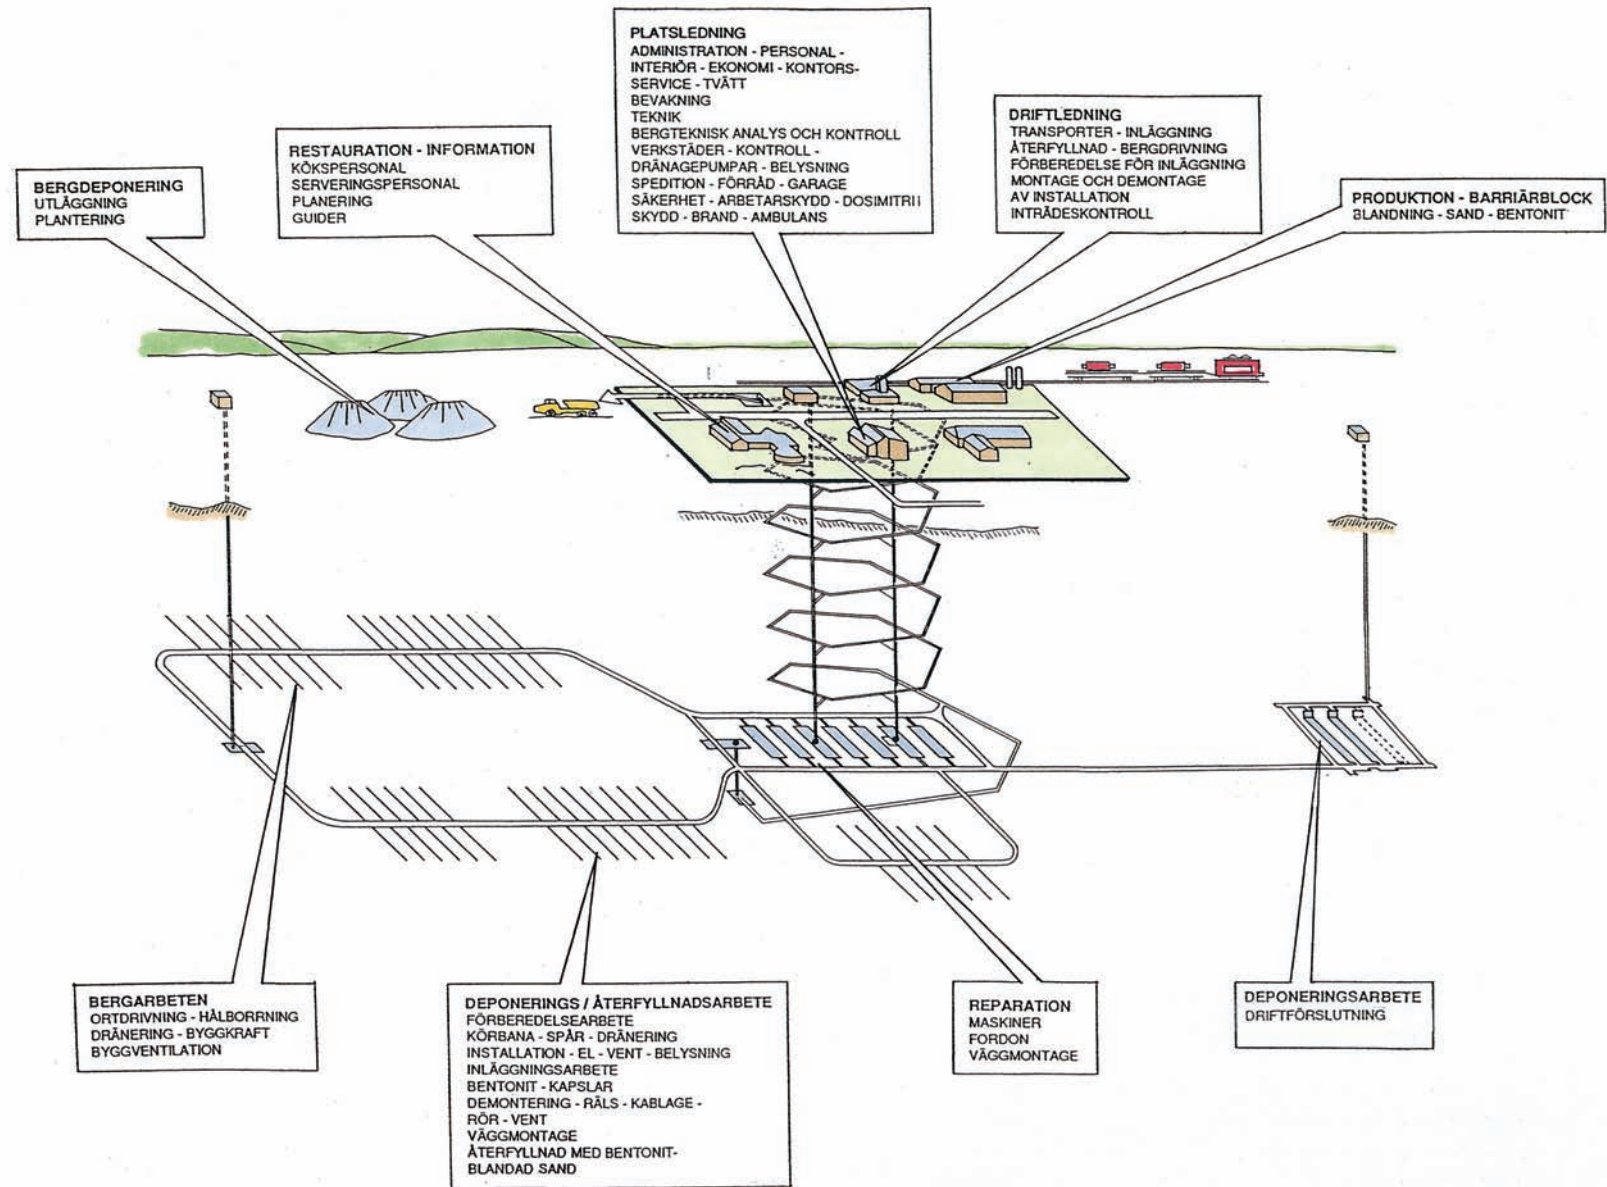 PLATSLEDNING
ADMINISTRATION - PERSONAL -
INTERIÖR - EKONOMI - KONTORS-
SERVICE - TVÄTT
BEVAKNING
TEKNIK
BERGTEKNISK ANALYS OCH KONTROLL
VERKSTÄDER - KONTROLL -
DRÄNAGEPUMPAR - BELYSNING
SPEDITION - FÖRRÅD - GARAGE
SÄKERHET - ARBETARSKYDD - DOSIMITRII
SKYDD - BRAND - AMBULANS
DRIFTLEDNING
TRANSPORTER - INLÄGGNING
ÅTERFYLLNAD - BERGDRIVNING
FÖRBEREDELSE FÖR INLÄGGNING
MONTAGE OCH DEMONTAGE
AV INSTALLATION
INTRÄDESKONTROLL
RESTAURATION - INFORMATION
KÖKSPERSONAL
SERVERINGSPERSONAL
PLANERING
GUIDER
BERGDEPONERING
UTLÄGGNING
PLANTERING
PRODUKTION - BARRIÄRBLOCK
BLANDNING - SAND - BENTONIT
BERGARBETEN
ORTDRIVNING - HÅLBORRNING
DRÄNERING - BYGGKRAFT
BYGGVENTILATION
DEPONERINGS / ÅTERFYLLNADSARBETE
FÖRBEREDELSEARBETE
KÖRBANA - SPÅR - DRÄNERING
INSTALLATION - EL - VENT - BELYSNING
INLÄGGNINGSARBETE
BENTONIT - KAPSLAR
DEMONTERING - RÄLS - KABLAGE -
RÖR - VENT
VÄGGMONTAGE
ÅTERFYLLNAD MED BENTONIT-
BLANDAD SAND
REPARATION
MASKINER
FORDON
VÄGGMONTAGE
DEPONERINGSARBETE
DRIFTFÖRSLUTNING